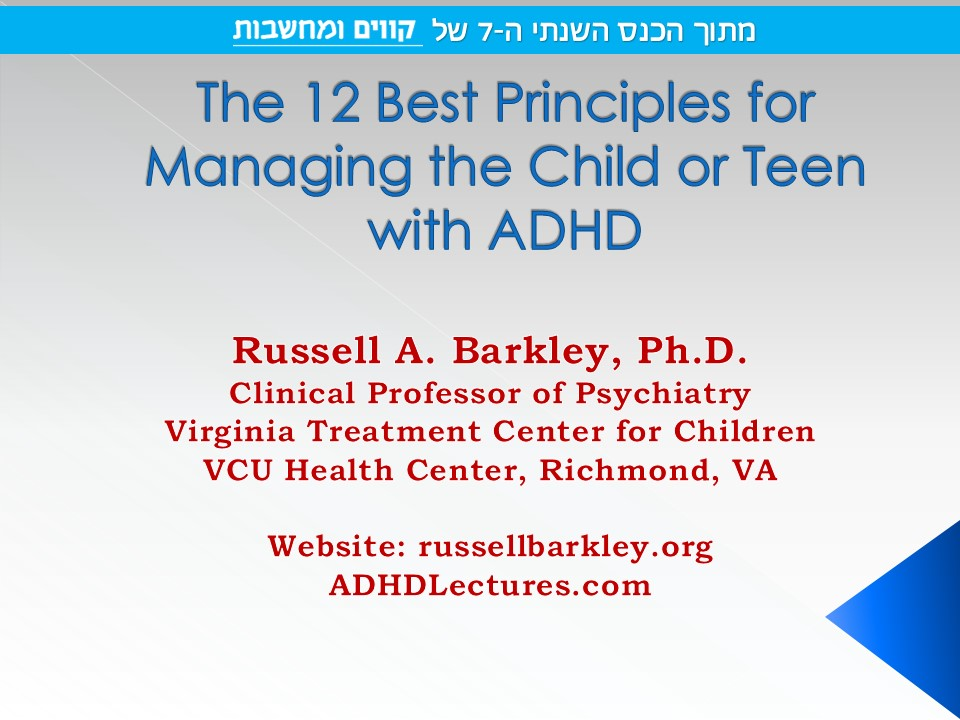 מתוך הכנס השנתי ה-7 של קווים ומחשבות
The 12 Best Principles for
Managing the Child or Teen
with ADHD
Russell A. Barkley, Ph.D.
Clinical Professor of Psychiatry
Virginia Treatment Center for Children
VCU Health Center, Richmond, VA
Website: russellbarkley.org
ADHDLectures.com